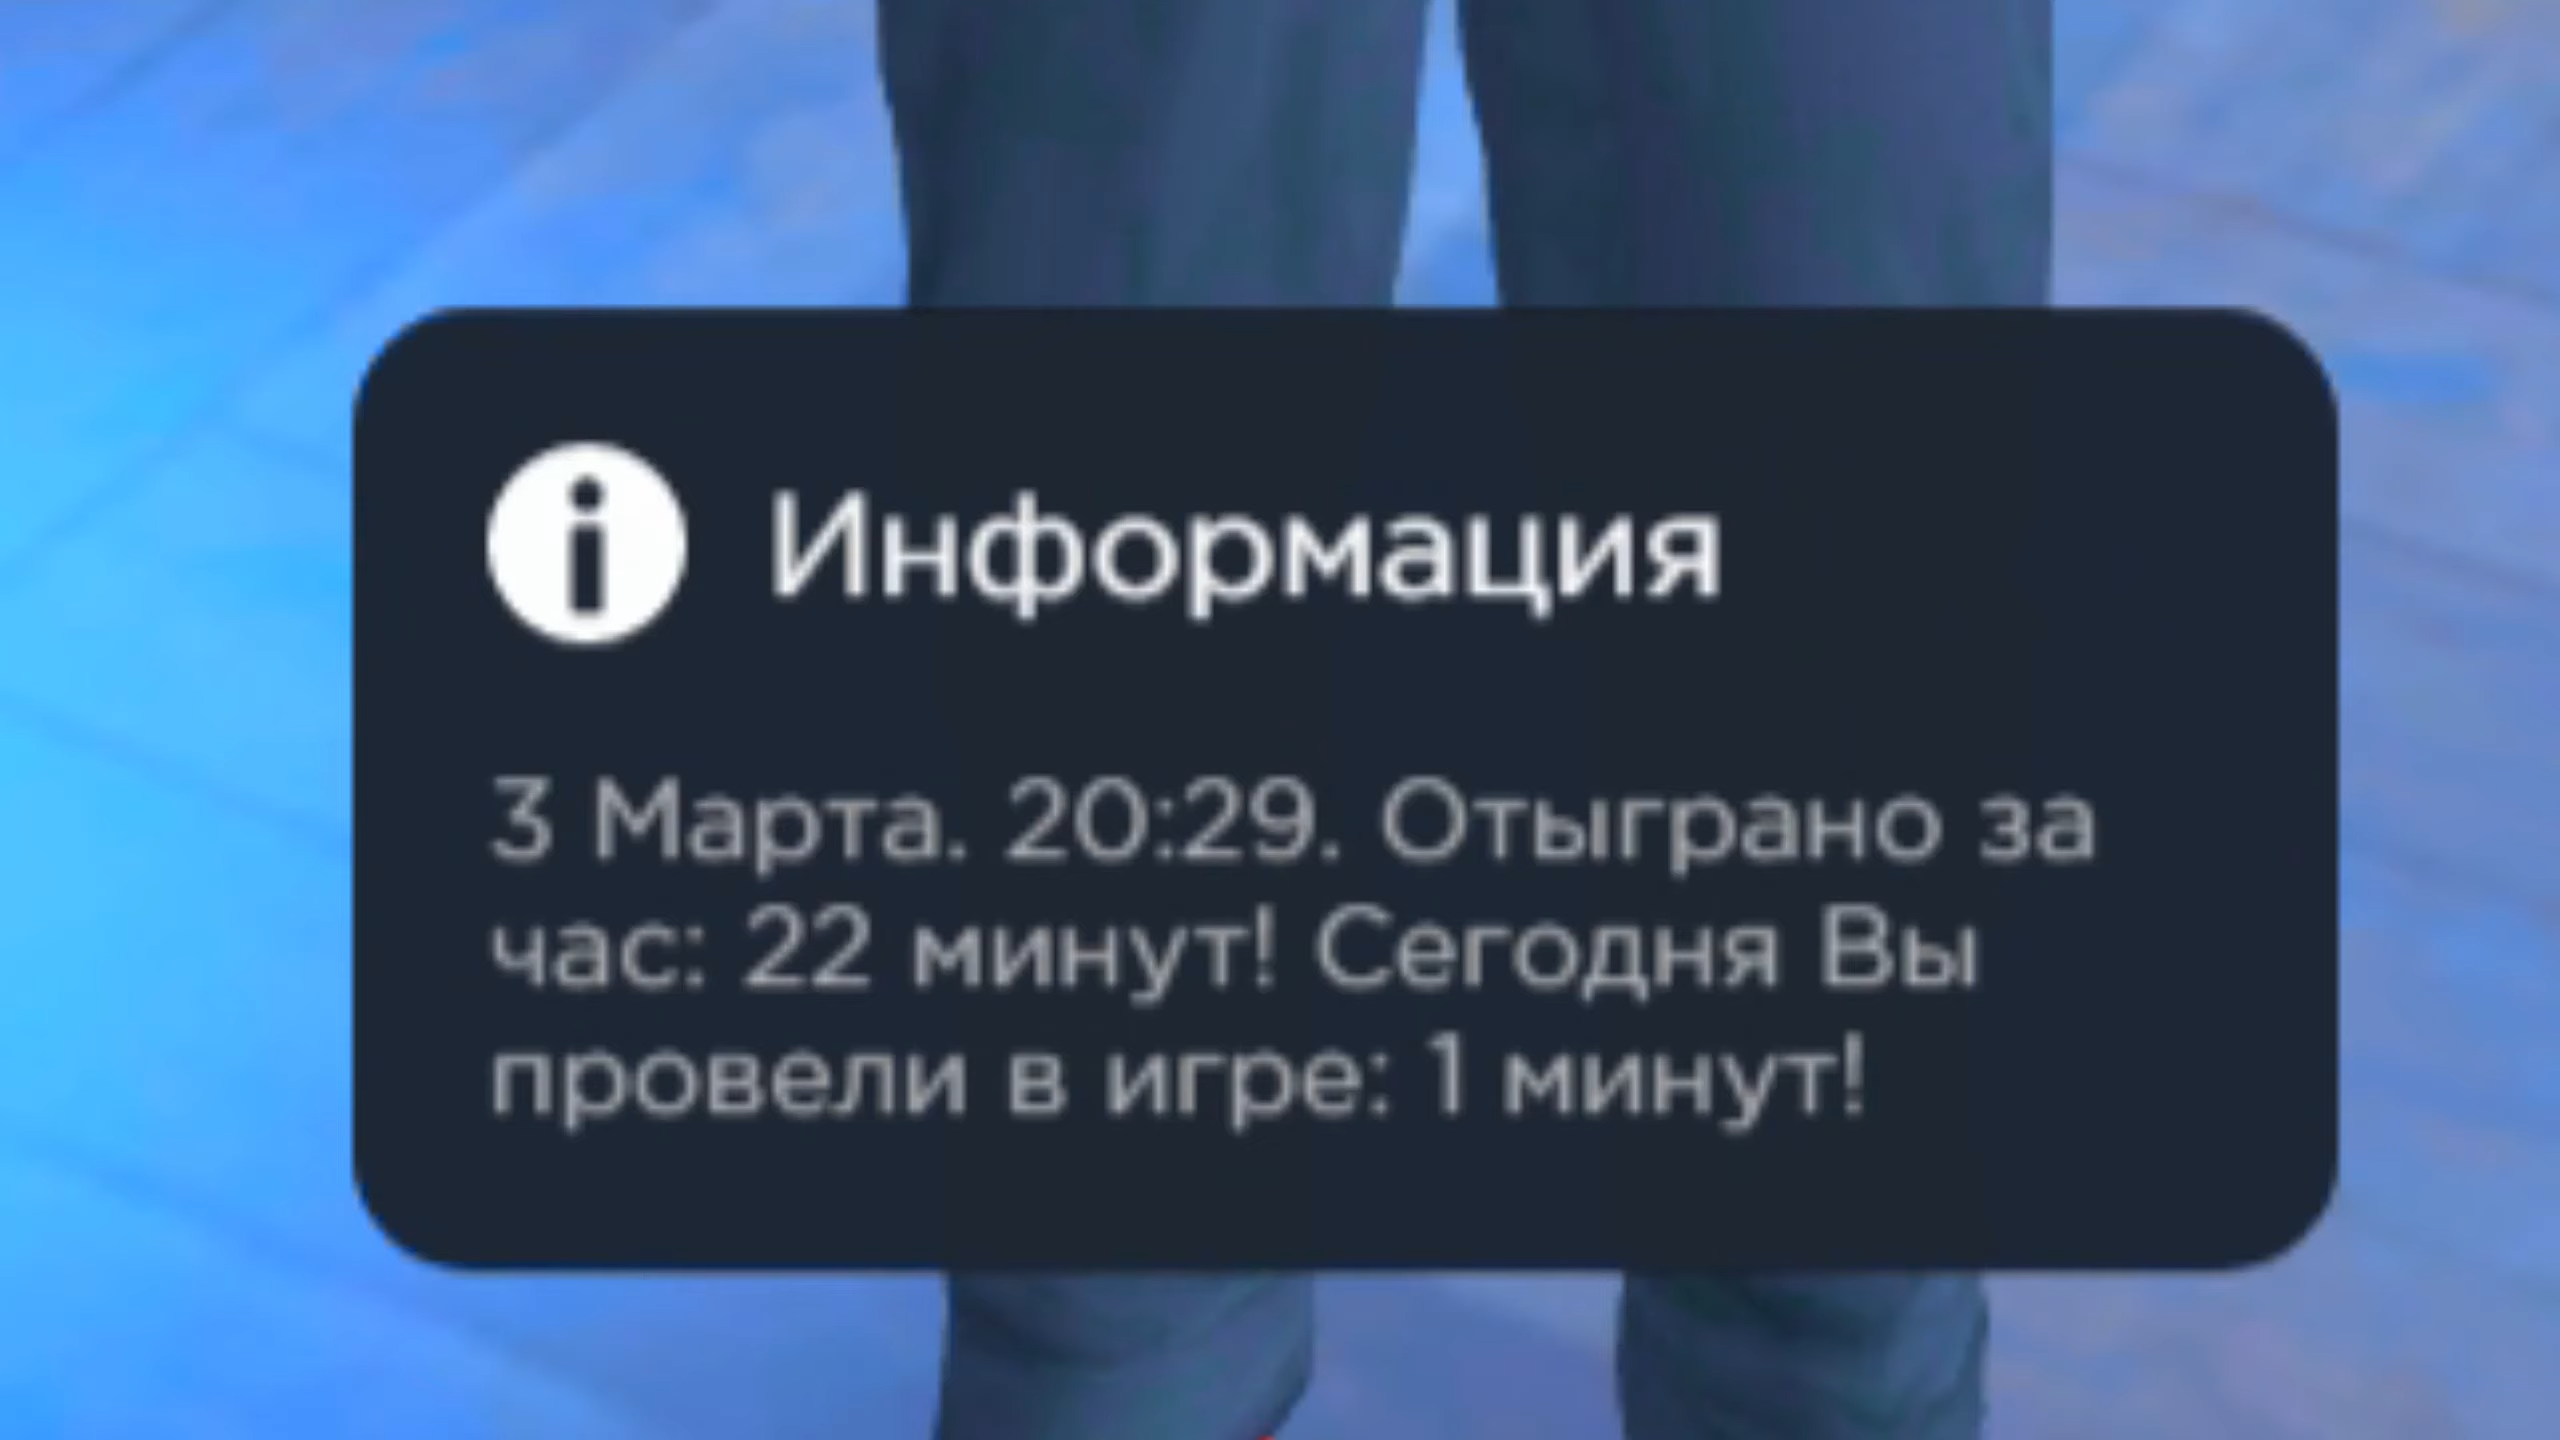 Информация
3 Марта. 20:29. Отыграно за
час: 22 минут! Сегодня Вы
провели в игре: 1 минут!